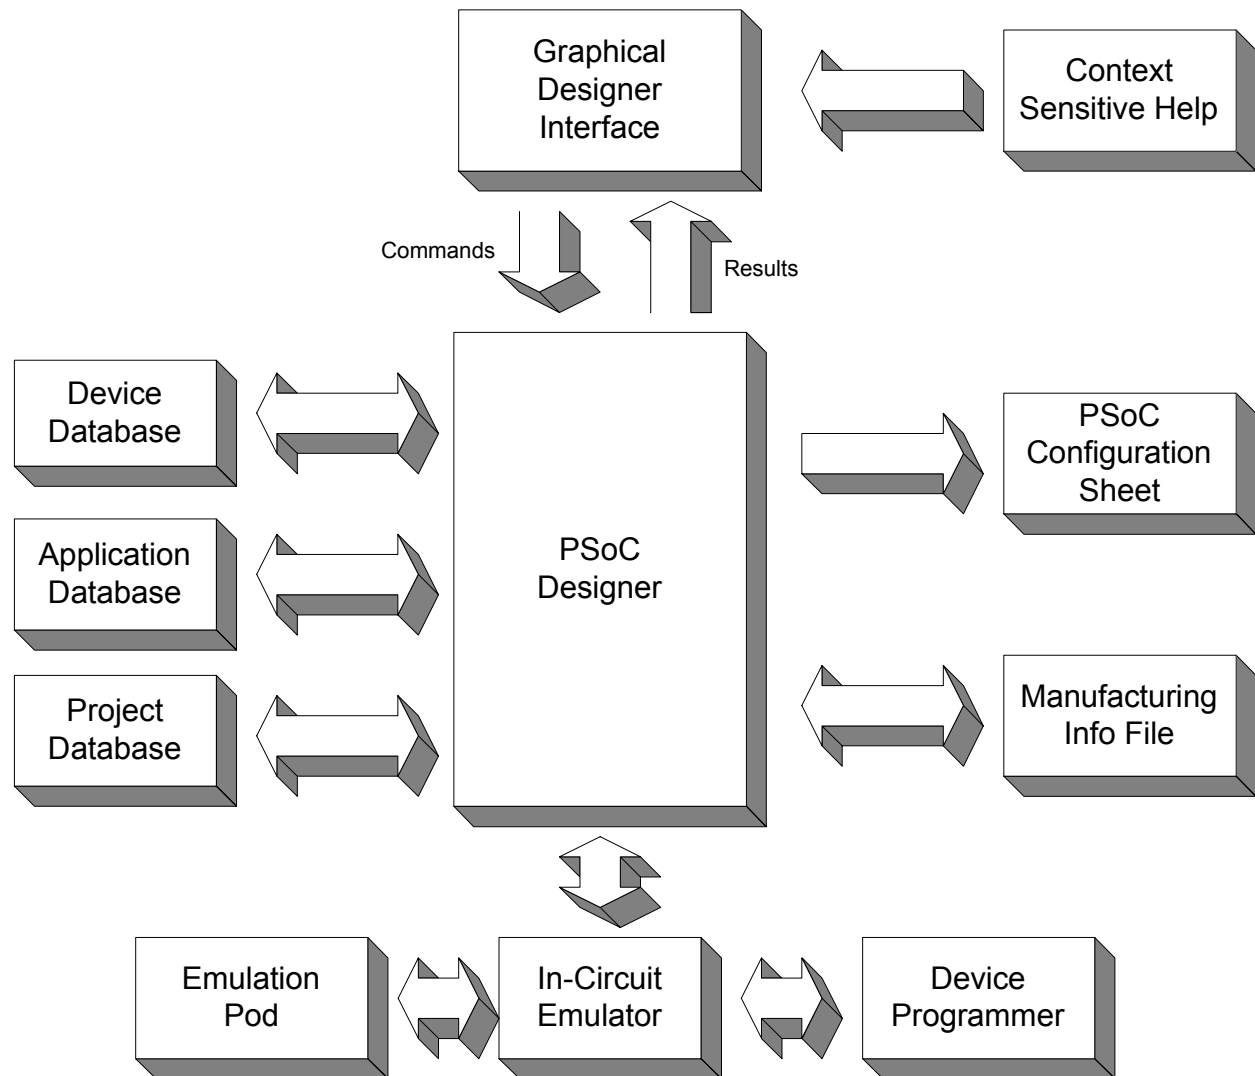 Graphical
Designer
Interface
Context
Sensitive Help
Commands
Results
Device
Database
Application
Database
Project
Database
PSoC
Designer
PSoC
Configuration
Sheet
Manufacturing
Info File
Emulation
Pod
In-Circuit
Emulator
Device
Programmer